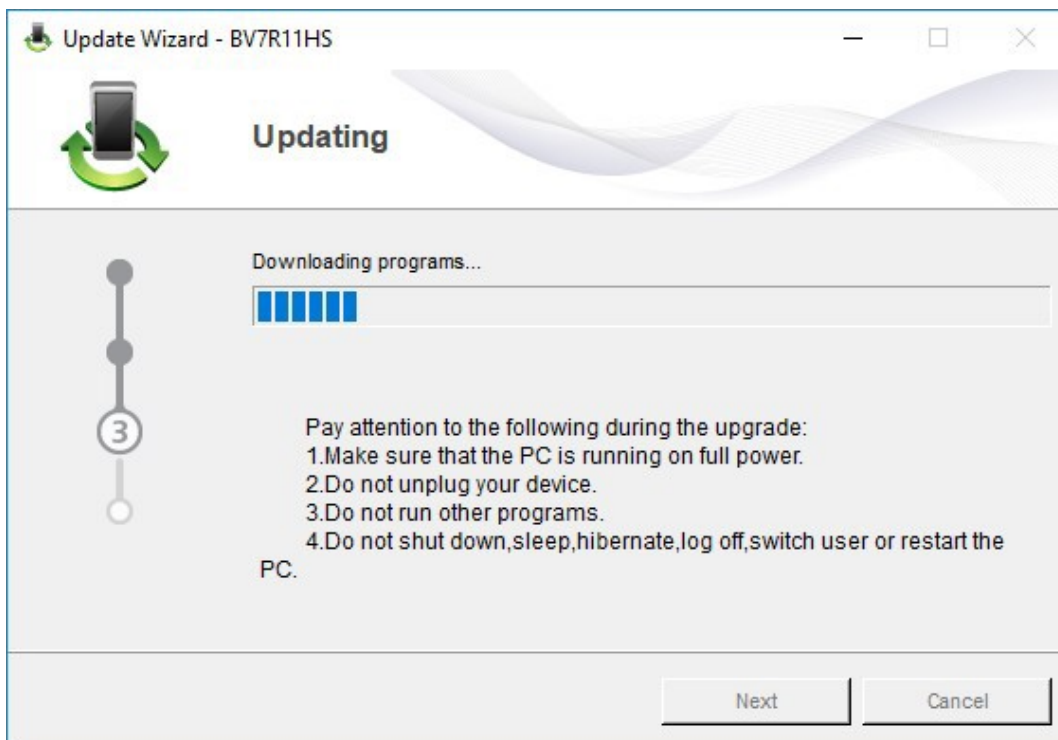 Update Wizard - BV7R11HS
Updating
Downloading programs...
3
Pay attention to the following during the upgrade:
1.Make sure that the PC is running on full power.
2.Do not unplug your device.
3.Do not run other programs.
4.Do not shut down,sleep,hibernate,log off,switch user or restart the
PC.
Next
Cancel